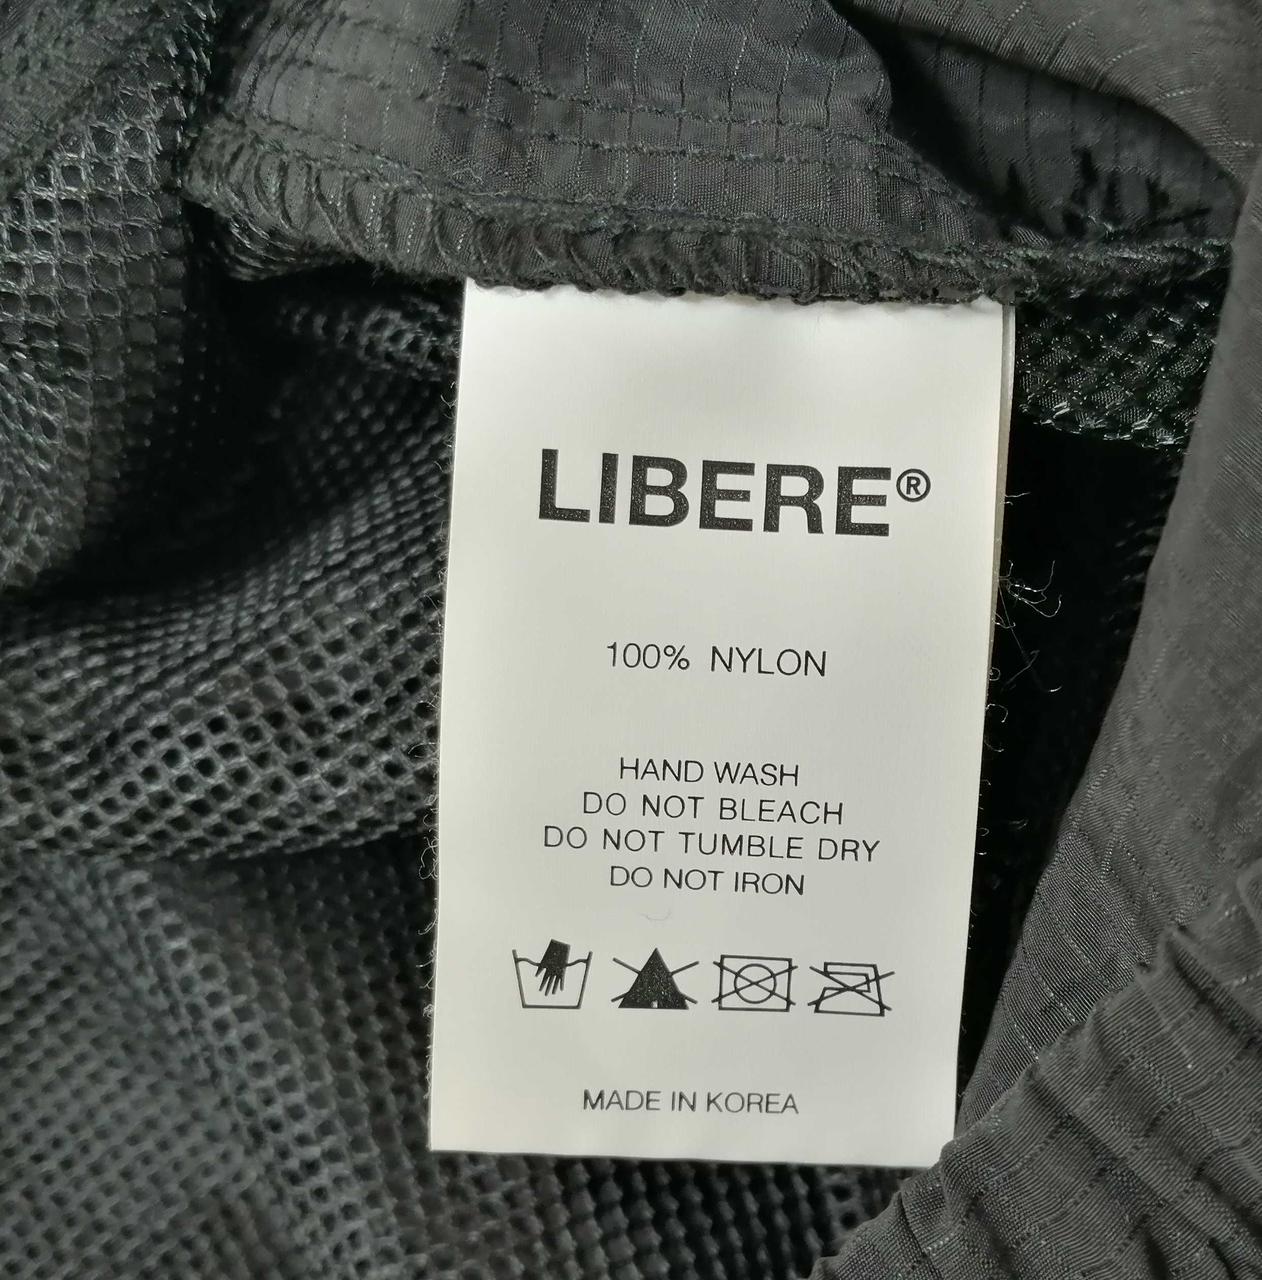 LIBERE®
100% NYLON
HAND WASH
DO NOT BLEACH
DO NOT TUMBLE DRY
DO NOT IRON
MADE IN KOREA